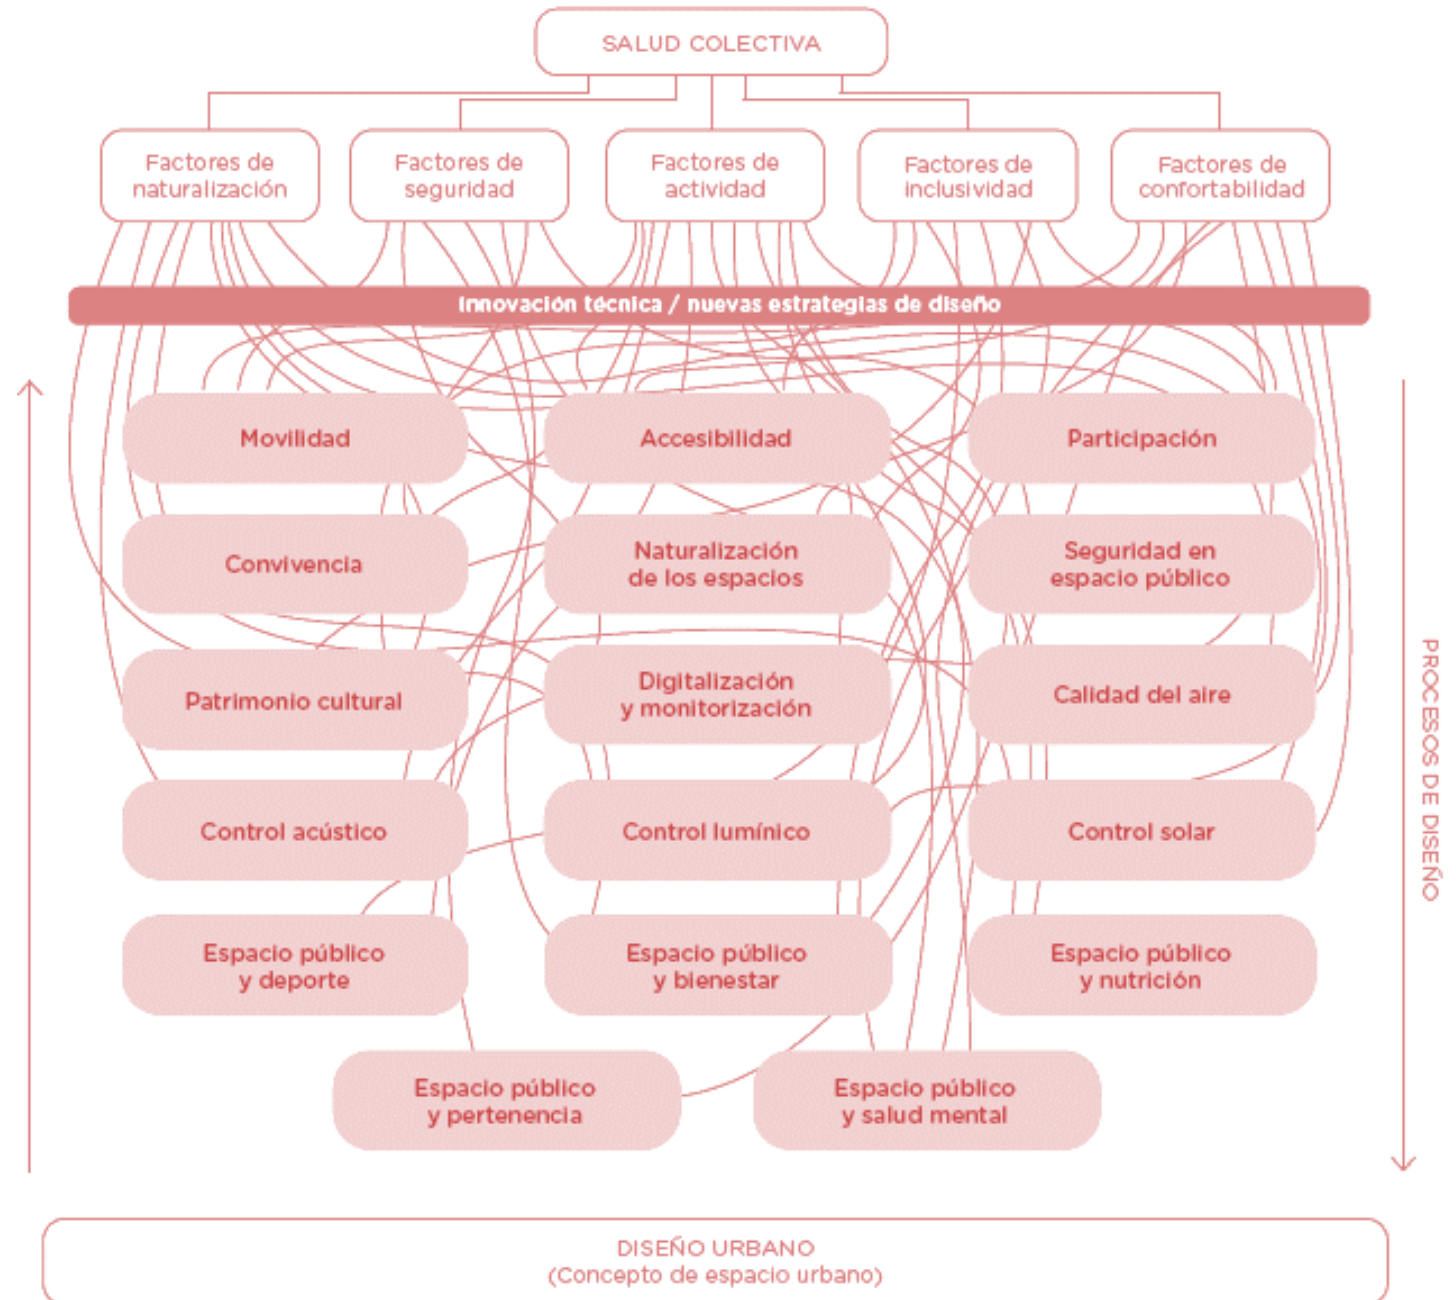 SALUD COLECTIVA
Factores de
naturalización
Factores de
seguridad
Factores de
actividad
Factores de
inclusividad
Factores de
confortabilidad
Innovación técnica / nuevas estrategias de diseño
Movilidad
Accesibilidad
Participación
Convivencia
Naturalización
de los espacios
Seguridad en
espacio público
Patrimonio cultural
Digitalización
y monitorización
Calidad del aire
Control acústico
Control lumínico
Control solar
Espacio público
y deporte
Espacio público
y bienestar
Espacio público
y nutrición
Espacio público
y pertenencia
Espacio público
y salud mental
PROCESOS DE DISEÑO
DISEÑO URBANO
(Concepto de espacio urbano)